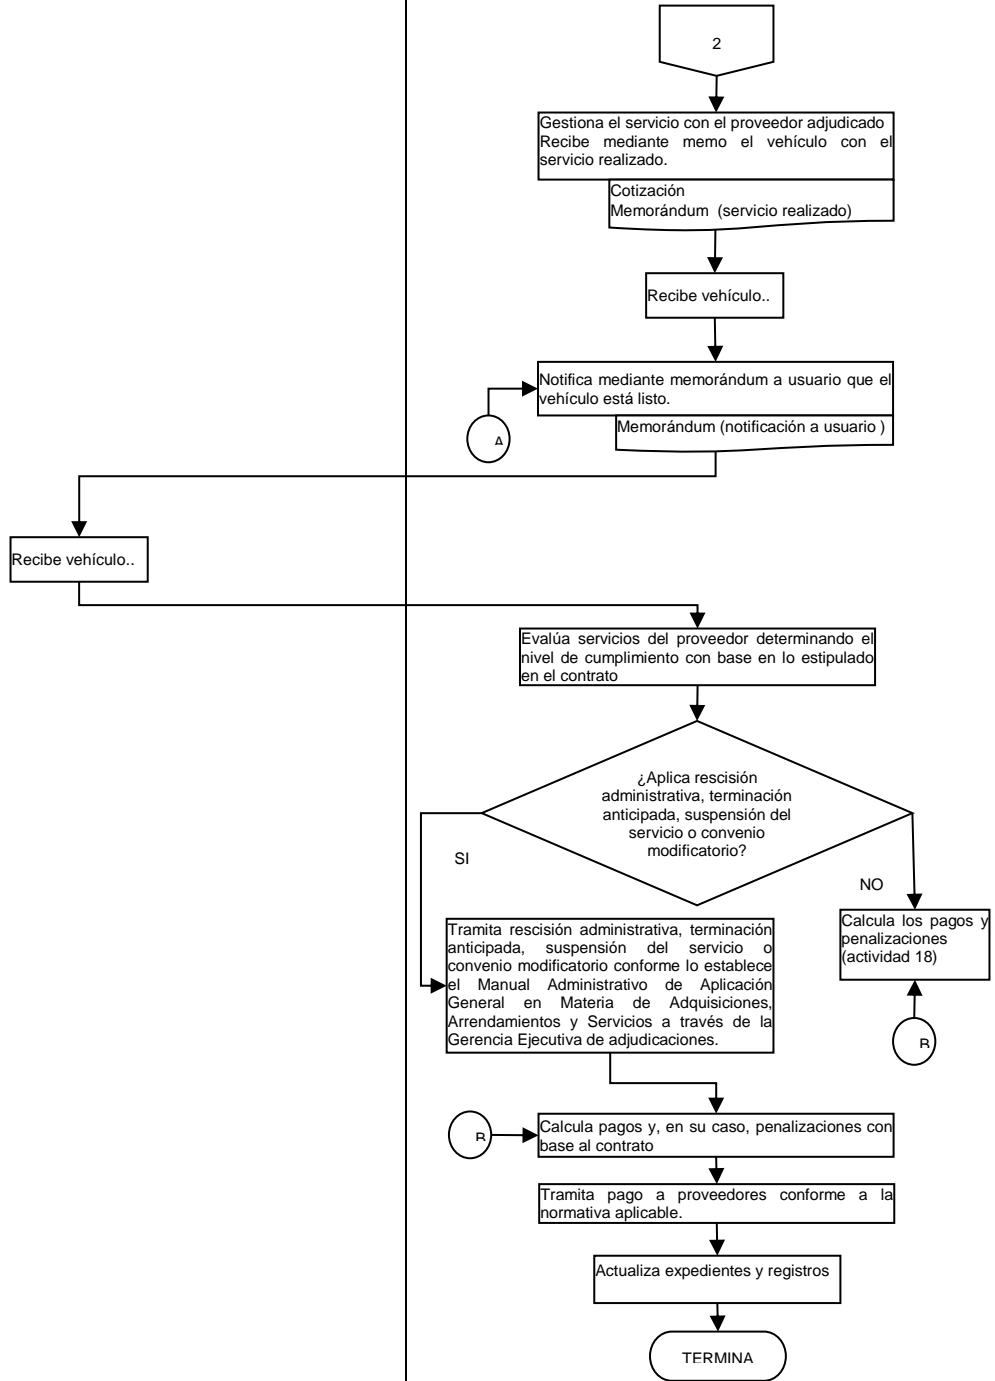 2
Gestiona el servicio con el proveedor adjudicado
Recibe mediante memo el vehículo con el
servicio realizado.
Cotización
Memorándum (servicio realizado)
Recibe vehículo..
Notifica mediante memorándum a usuario que el
vehículo está listo.
A
Memorándum (notificación a usuario )
Recibe vehículo..
Evalúa servicios del proveedor determinando el
nivel de cumplimiento con base en lo estipulado
en el contrato
¿Aplica rescisión
administrativa, terminación
anticipada, suspensión del
servicio o convenio
modificatorio?
SI
NO
Tramita rescisión administrativa, terminación
anticipada, suspensión del servicio o
convenio modificatorio conforme lo establece
el Manual Administrativo de Aplicación
General en Materia de Adquisiciones,
Arrendamientos y Servicios a través de la
Gerencia Ejecutiva de adjudicaciones.
Calcula los pagos y
penalizaciones
(actividad 18)
B
B
Calcula pagos y, en su caso, penalizaciones con
base al contrato
Tramita pago a proveedores conforme a la
normativa aplicable.
Actualiza expedientes y registros
TERMINA